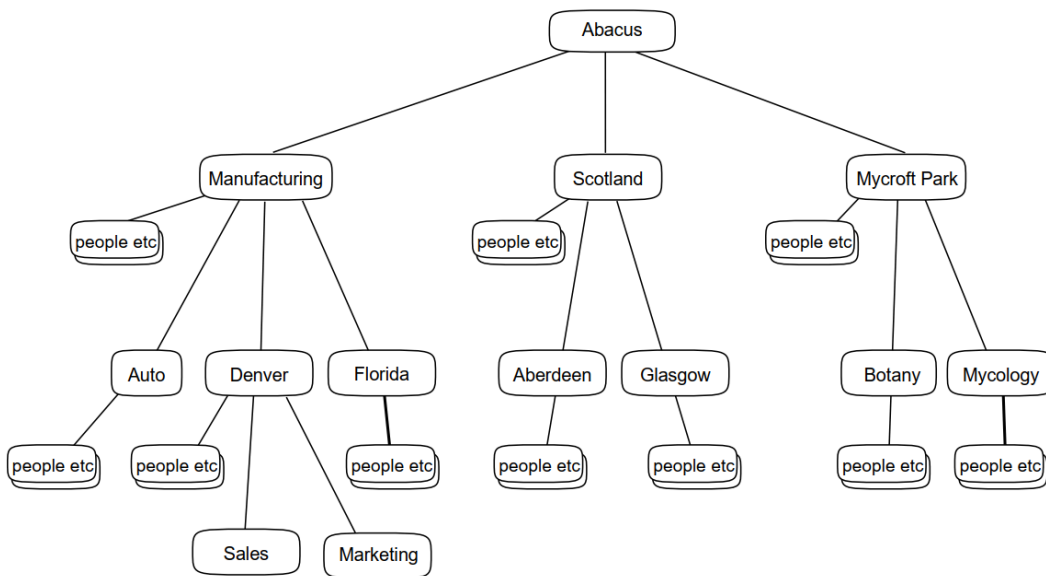 Abacus
Manufacturing
Scotland
Mycroft Park
people etc
people etc
people etc
Auto
Denver
Florida
Aberdeen
Glasgow
Botany
Mycology
people etc
people etc
people etc
people etc
people etc
people etc
people etc
Sales
Marketing